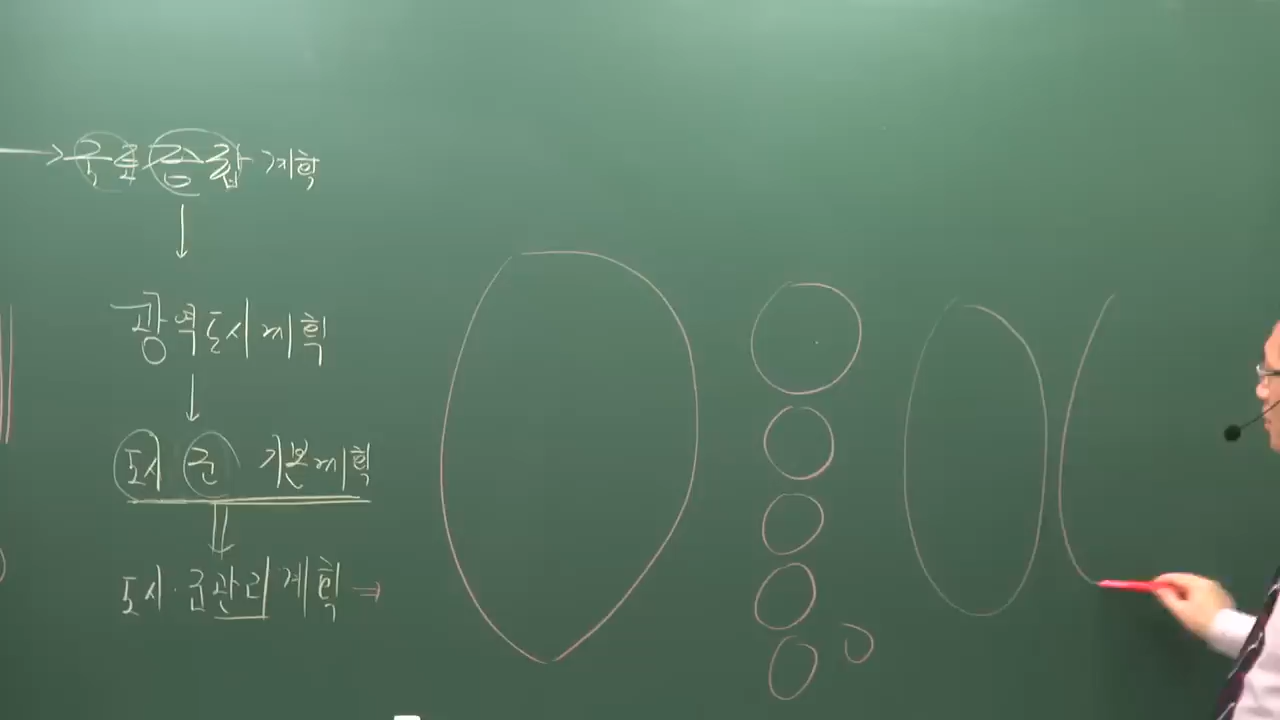 → 국토종합계획
↓
광역도시계획
↓
도시 군 기본계획
⇓
도시·군관리계획 ⇒